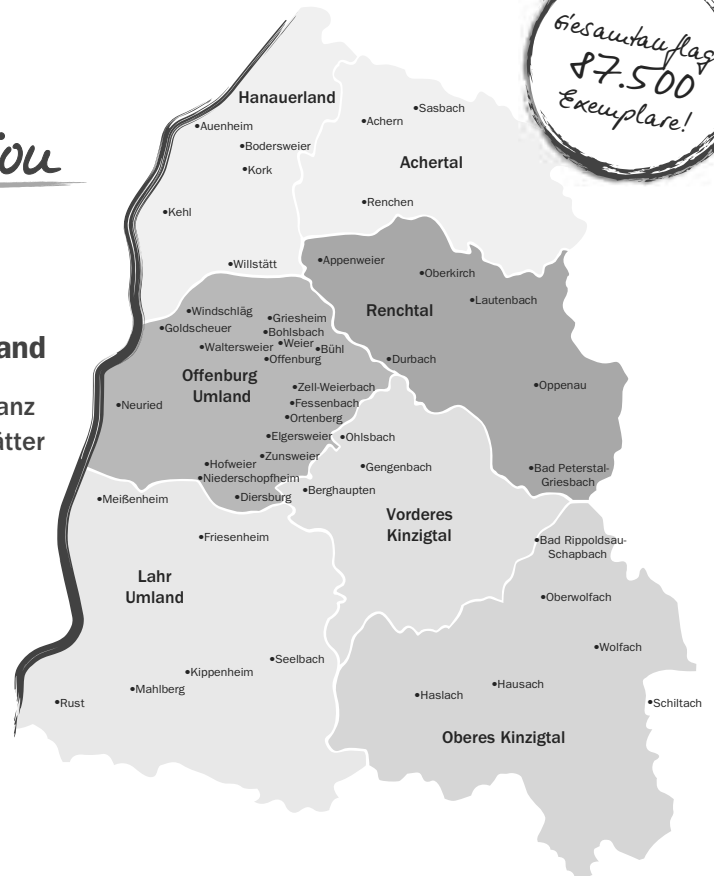 Gesamtauflag
87.500
Exemplare!
Hanauerland
•Sasbach
•Achern
•Auenheim
•Bodersweier
Achertal
•Kork
•Renchen
•Kehl
•Willstätt
•Appenweier
•Oberkirch
•Lautenbach
Renchtal
•Windschläg
•Griesheim
•Goldscheuer
•Bohlsbach
•Weier
•Waltersweier
•Bühl
•Offenburg
•Durbach
and
Offenburg
Umland
•Zell-Weierbach
•Oppenau
•Neuried
•Fessenbach
anz
•Ortenberg
ätter
•Elgersweier
•Ohlsbach
•Zunsweier
•Hofweier
•Gengenbach
•Niederschopfheim
•Bad Peterstal-
Griesbach
•Berghaupten
•Meißenheim
•Diersburg
Vorderes
Kinzigtal
•Friesenheim
•Bad Rippoldsau-
Schapbach
Lahr
Umland
•Oberwolfach
•Wolfach
•Seelbach
•Kippenheim
•Hausach
•Mahlberg
•Haslach
•Rust
•Schiltach
Oberes Kinzigtal